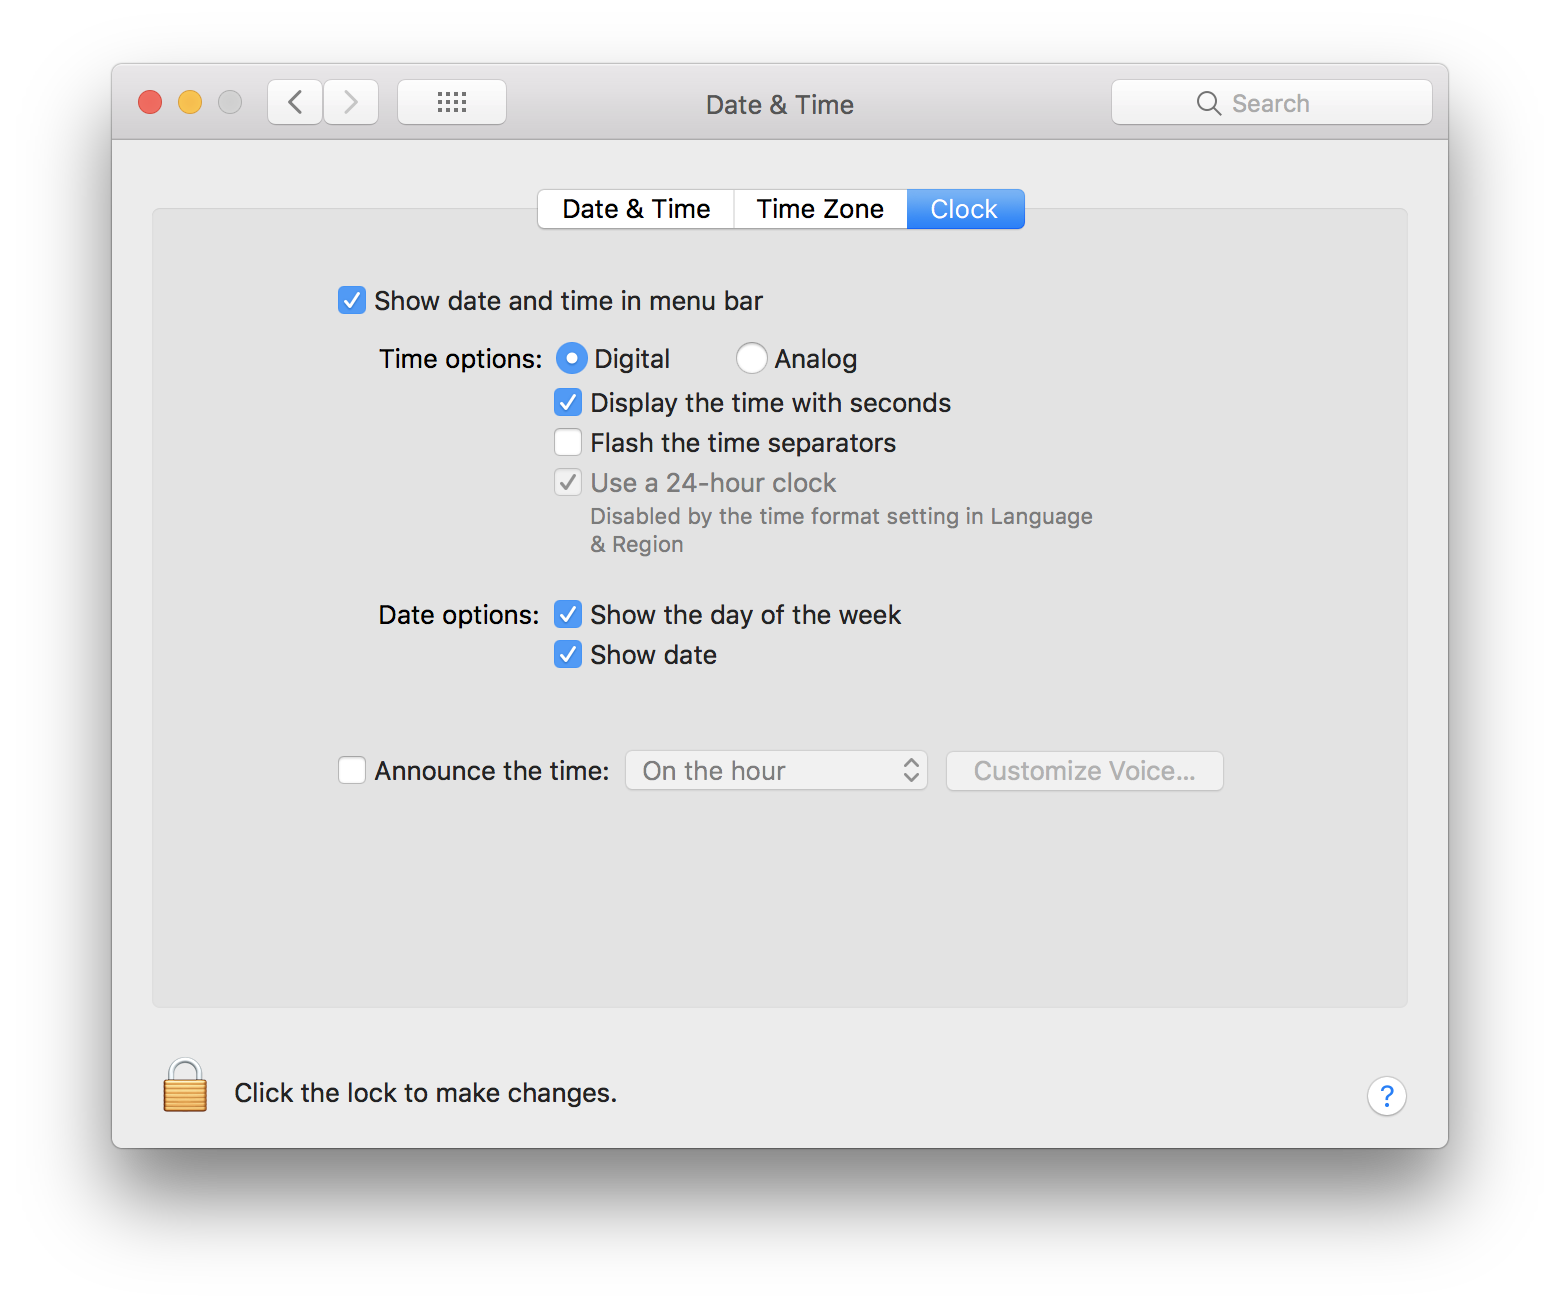 Date & Time
Search
Date & Time
Time Zone
Clock
Show date and time in menu bar
Time options:
Digital
Analog
Display the time with seconds
Flash the time separators
Use a 24-hour clock
Disabled by the time format setting in Language
& Region
Date options:
Show the day of the week
Show date
Announce the time:
On the hour
Customize Voice...
Click the lock to make changes.
?